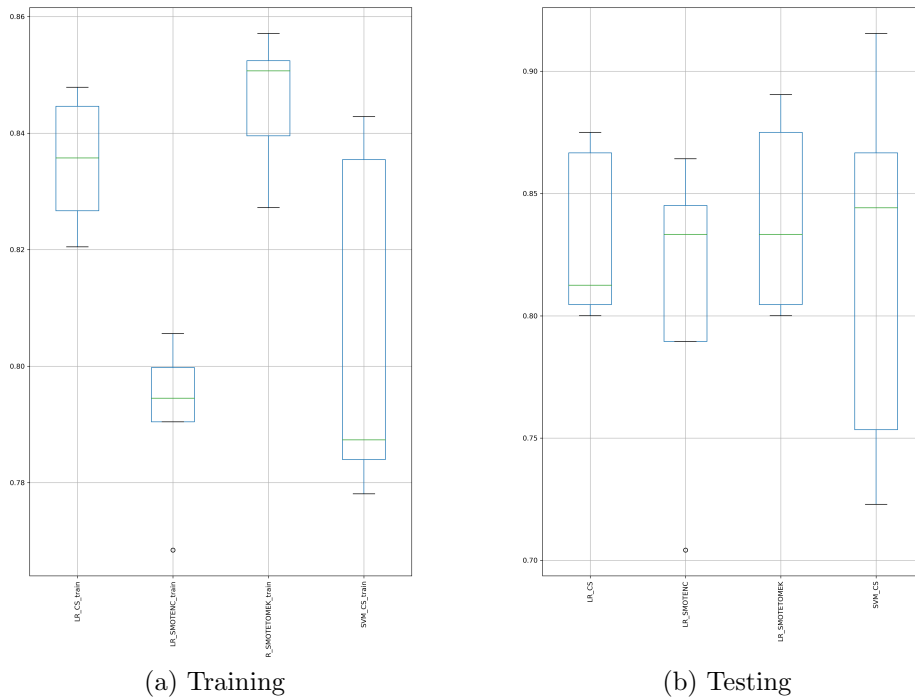 0.86
0.84
0.82
0.80
0.78
LR_CS_train
LR_SMOTENC_train
R_SMOTETOMEK_train
SVM_CS_train
(a) Training
0.90
0.85
0.80
0.75
0.70
LR_CS
LR_SMOTENC
LR_SMOTETOMEK
SVM_CS
(b) Testing